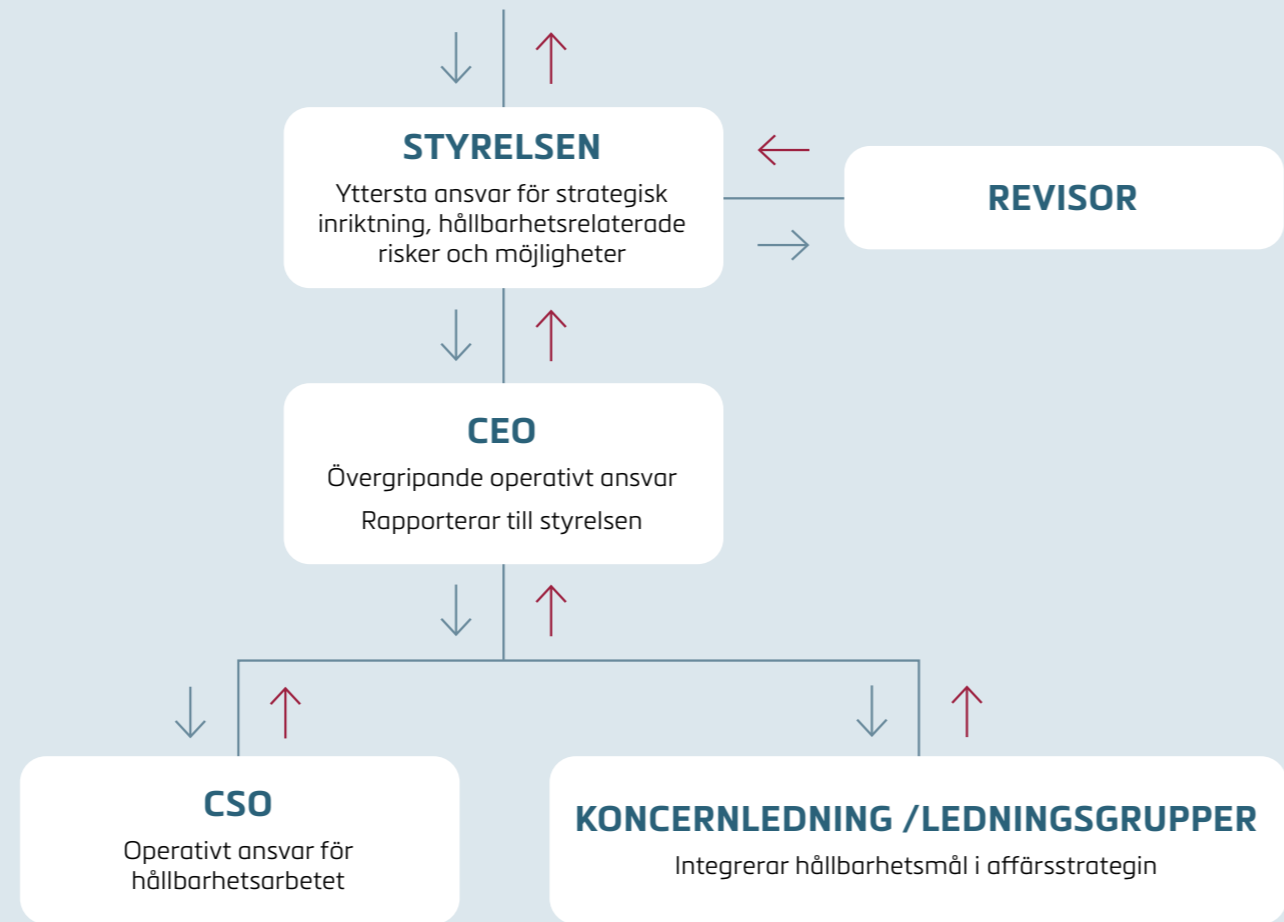 STYRELSEN
Yttersta ansvar för strategisk
inriktning, hållbarhetsrelaterade
risker och möjligheter
REVISOR
CEO
Övergripande operativt ansvar
Rapporterar till styrelsen
CSO
Operativt ansvar för
hållbarhetsarbetet
KONCERNLEDNING /LEDNINGSGRUPPER
Integrerar hållbarhetsmål i affärsstrategin